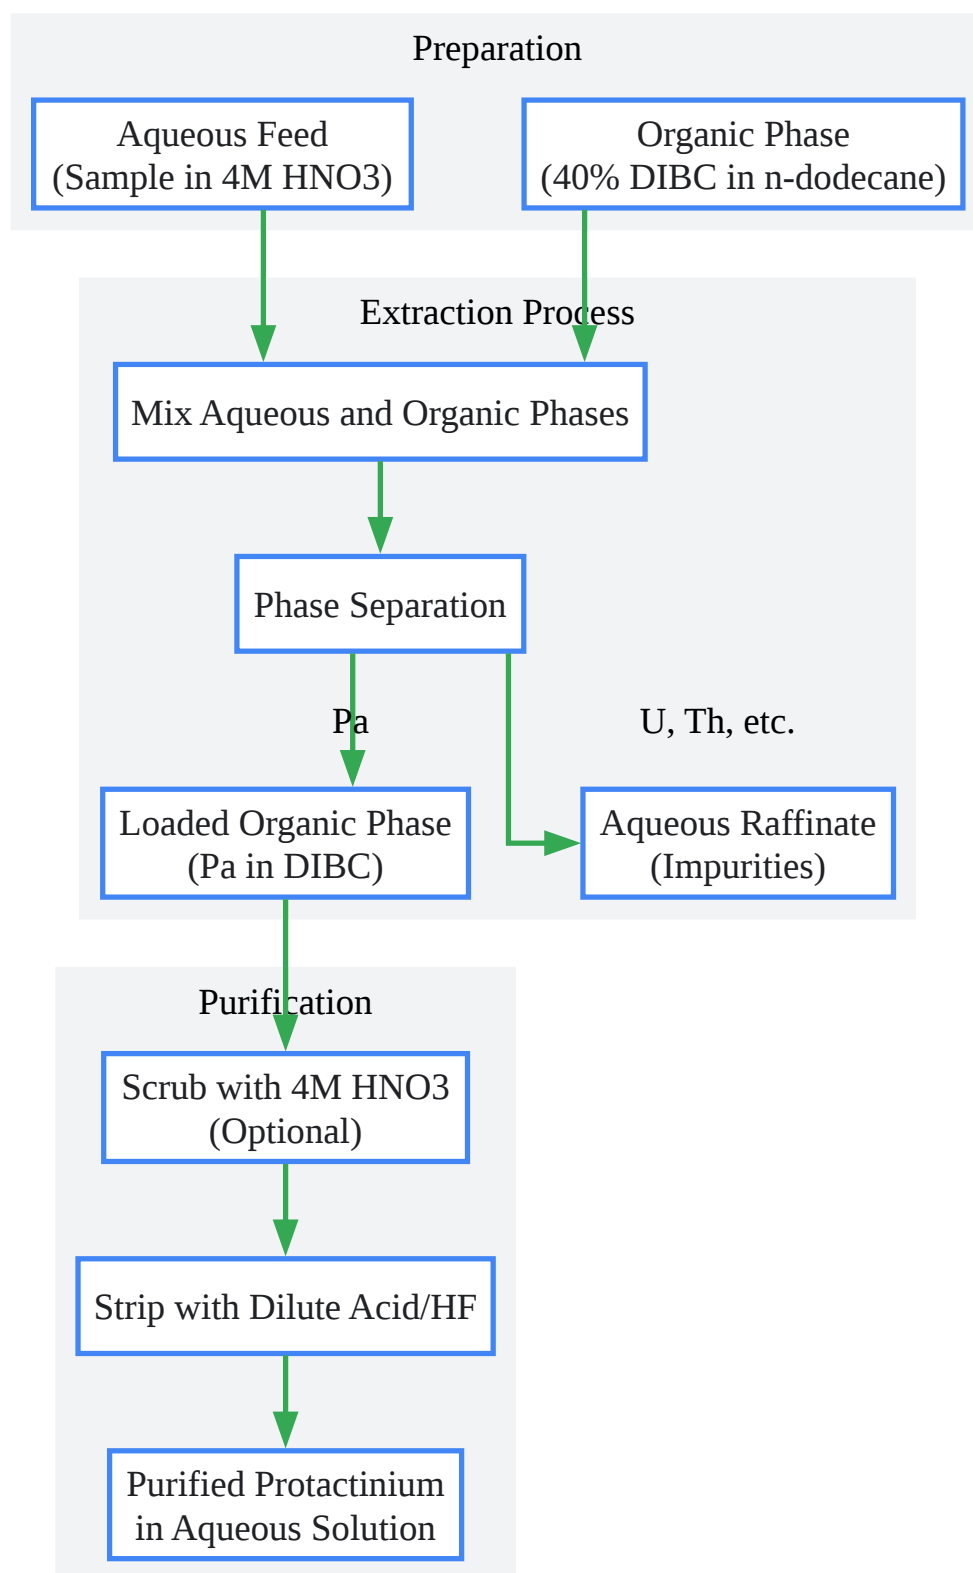 Preparation
Aqueous Feed
(Sample in 4M HNO3)
Organic Phase
(40% DIBC in n-dodecane)
Extraction Process
Mix Aqueous and Organic Phases
Phase Separation
Pa
U, Th, etc.
Loaded Organic Phase
(Pa in DIBC)
Aqueous Raffinate
(Impurities)
Purification
Scrub with 4M HNO3
(Optional)
Strip with Dilute Acid/HF
Purified Protactinium
in Aqueous Solution